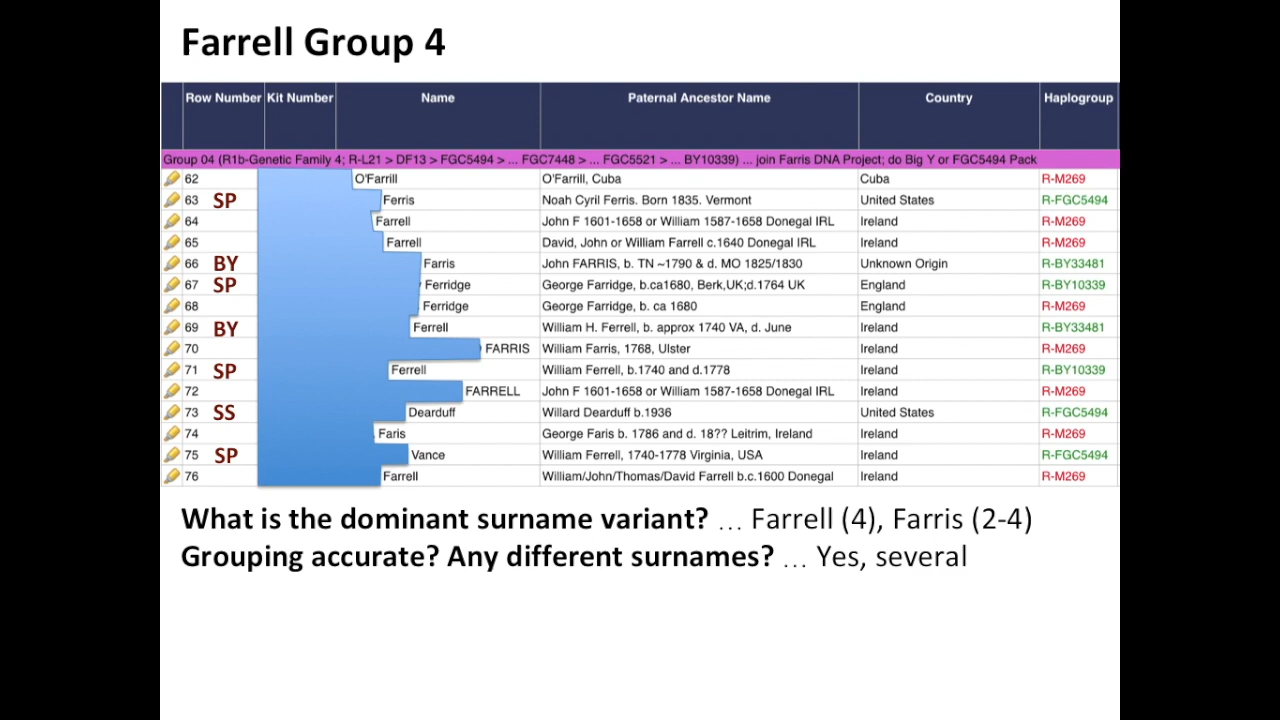 Farrell Group 4
Row Number Kit Number Name Paternal Ancestor Name Country Haplogroup
Group 04 (R1b-Genetic Family 4; R-L21 > DF13 > FGC5494 > ... FGC7448 > ... FGC5521 > ... BY10339) ... join Farris DNA Project; do Big Y or FGC5494 Pack
62 O'Farrill O'Farrill, Cuba Cuba R-M269
63 SP Ferris Noah Cyril Ferris. Born 1835. Vermont United States R-FGC5494
64 Farrell John F 1601-1658 or William 1587-1658 Donegal IRL Ireland R-M269
65 Farrell David, John or William Farrell c.1640 Donegal IRL Ireland R-M269
66 BY Farris John FARRIS, b. TN ~1790 & d. MO 1825/1830 Unknown Origin R-BY33481
67 SP Ferridge George Farridge, b.ca1680, Berk,UK;d.1764 UK England R-BY10339
68 Ferridge George Farridge, b. ca 1680 England R-M269
69 BY Ferrell William H. Ferrell, b. approx 1740 VA, d. June Ireland R-BY33481
70 FARRIS William Farris, 1768, Ulster Ireland R-M269
71 SP Ferrell William Ferrell, b.1740 and d.1778 Ireland R-BY10339
72 FARRELL John F 1601-1658 or William 1587-1658 Donegal IRL Ireland R-M269
73 SS Dearduff Willard Dearduff b.1936 United States R-FGC5494
74 Faris George Faris b. 1786 and d. 18?? Leitrim, Ireland Ireland R-M269
75 SP Vance William Ferrell, 1740-1778 Virginia, USA Ireland R-FGC5494
76 Farrell William/John/Thomas/David Farrell b.c.1600 Donegal Ireland R-M269
What is the dominant surname variant? ... Farrell (4), Farris (2-4)
Grouping accurate? Any different surnames? ... Yes, several